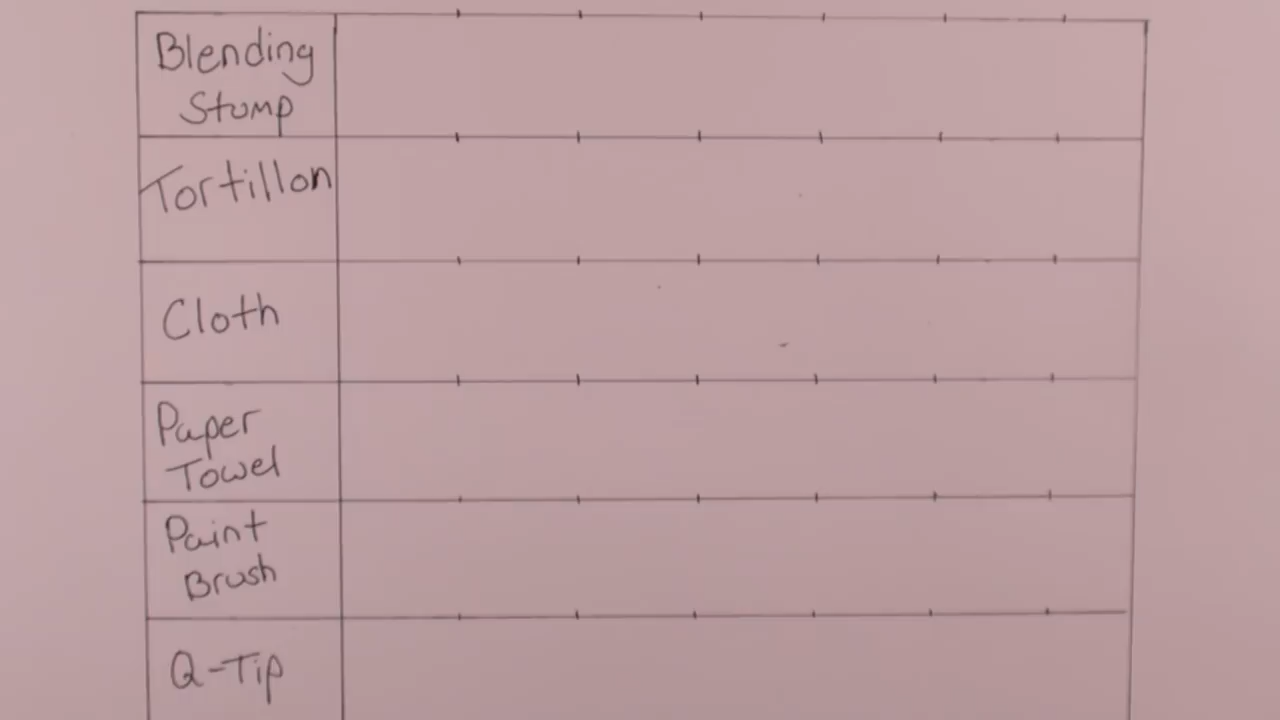 Blending
Stump
Tortillon
Cloth
Paper
Towel
Paint
Brush
Q-Tip